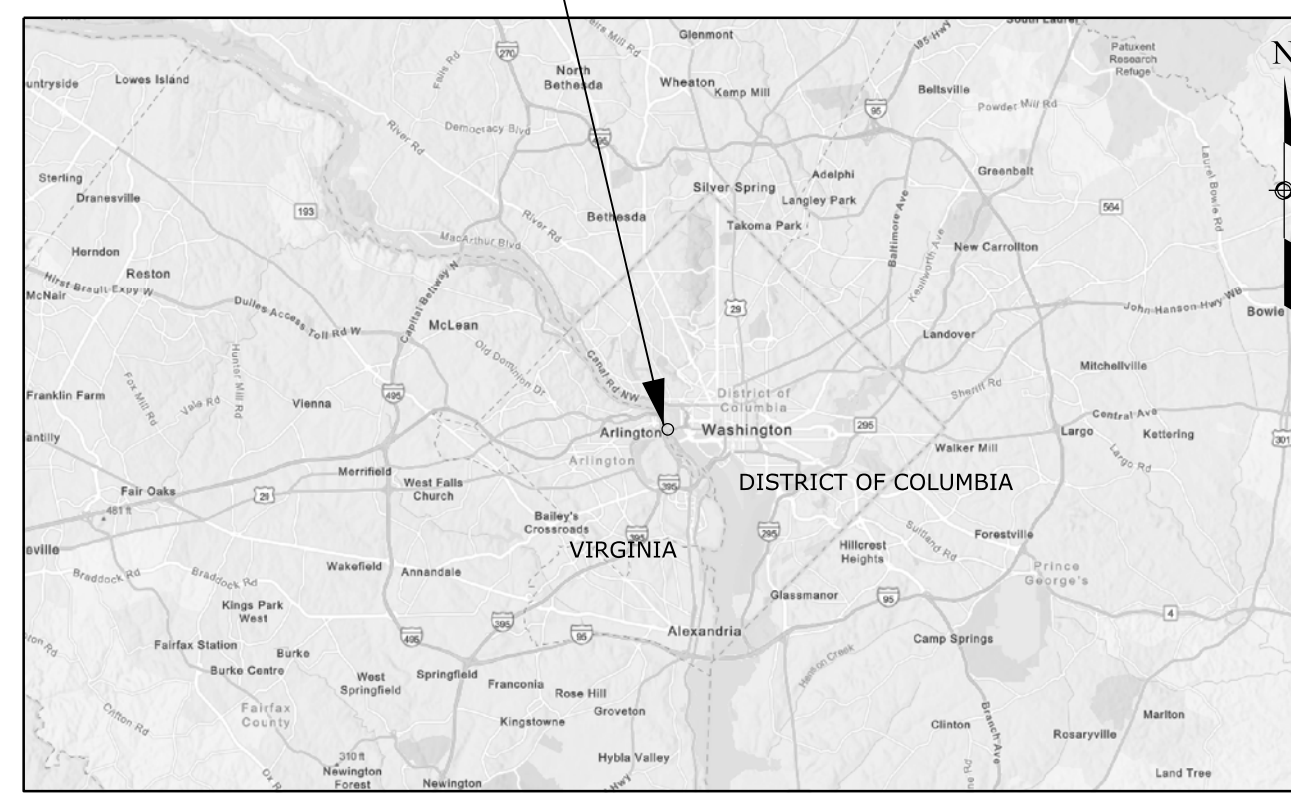 South Laurel
Glenmont
270
North
Bethesda
Wheaton
Kemp Mill
Falls Rd
Patuxent
Research
Refuge
N
untryside
Lowes Island
Beltsville
95
Powder Mill Rd
Democracy Blvd
River Rd
Laurel Bowie Rd
Sterling
Dranesville
193
Silver Spring
Adelphi
Langley Park
Greenbelt
564
Bethesda
River Rd
Takoma Park
Baltimore Ave
Kenilworth Ave
New Carrollton
MacArthur Blvd
Herndon
Reston
McNair
Capital Beltway N
Dulles Access Toll Rd W
McLean
29
John Hanson Hwy WB
Bowie
Landover
Old Dominion Dr
Canal Rd NW
Mitchellville
Hunter Mill Rd
Fox Mill Rd
Vale Rd
Franklin Farm
Vienna
495
District of
Columbia
Sheriff Rd
Central Ave
antilly
Arlington
Washington
295
Walker Mill
Largo
Largo Rd
Kettering
301
Arlington
Merrifield
West Falls
Church
395
DISTRICT OF COLUMBIA
Fair Oaks
29
481 ft
Bailey's
Crossroads
395
295
Hillcrest
Heights
Suitland Rd
Forestville
eville
VIRGINIA
Braddock Rd
Braddock Rd
Wakefield
Annandale
Prince
George's
Kings Park
West
Glassmanor
95
4
395
495
95
Alexandria
Camp Springs
Fairfax Station
Burke
Burke Centre
West
Springfield
Springfield
Franconia
Rose Hill
Henson Creek
Groveton
Kingstowne
Fairfax
County
Clifton Rd
Clinton
Branch Ave
Marlton
Rosaryville
310 ft
Newington
Forest
Newington
Hybla Valley
Land Tree